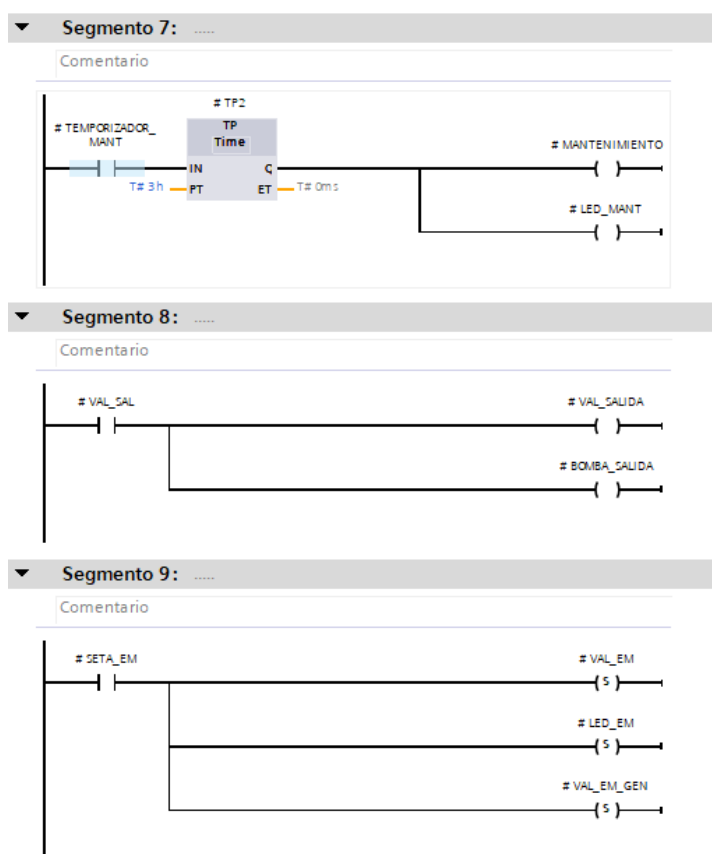 Segmento 7: .....
Comentario
# TP2
# TEMPORIZADOR_
MANT
TP
Time
# MANTENIMIENTO
IN Q
T# 3h PT ET T# 0ms
# LED_MANT
Segmento 8: .....
Comentario
# VAL_SAL # VAL_SALIDA
# BOMBA_SALIDA
Segmento 9: .....
Comentario
# SETA_EM # VAL_EM
S
# LED_EM
S
# VAL_EM_GEN
S